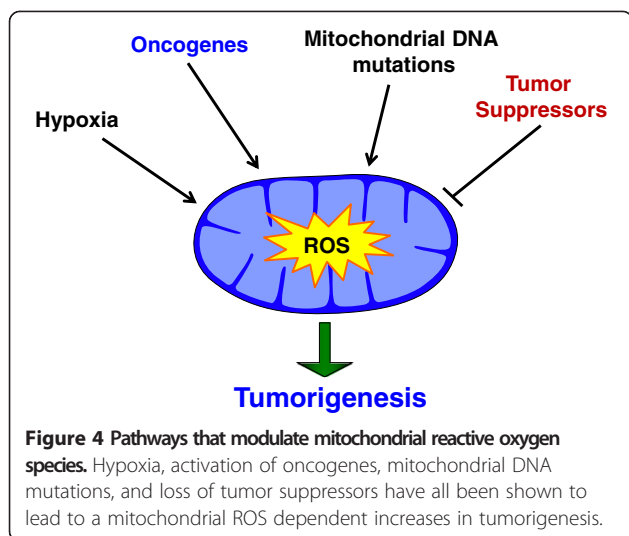 Oncogenes
Mitochondrial DNA
mutations
Tumor
Suppressors
Hypoxia
ROS
Tumorigenesis
Figure 4 Pathways that modulate mitochondrial reactive oxygen
species. Hypoxia, activation of oncogenes, mitochondrial DNA
mutations, and loss of tumor suppressors have all been shown to
lead to a mitochondrial ROS dependent increases in tumorigenesis.